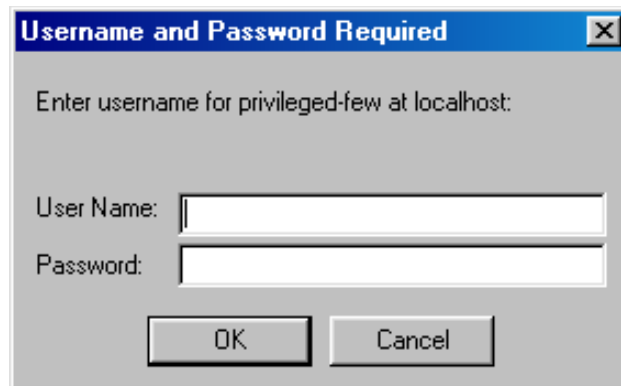 Username and Password Required
Enter username for privileged-few at localhost:
User Name:
Password:
OK Cancel